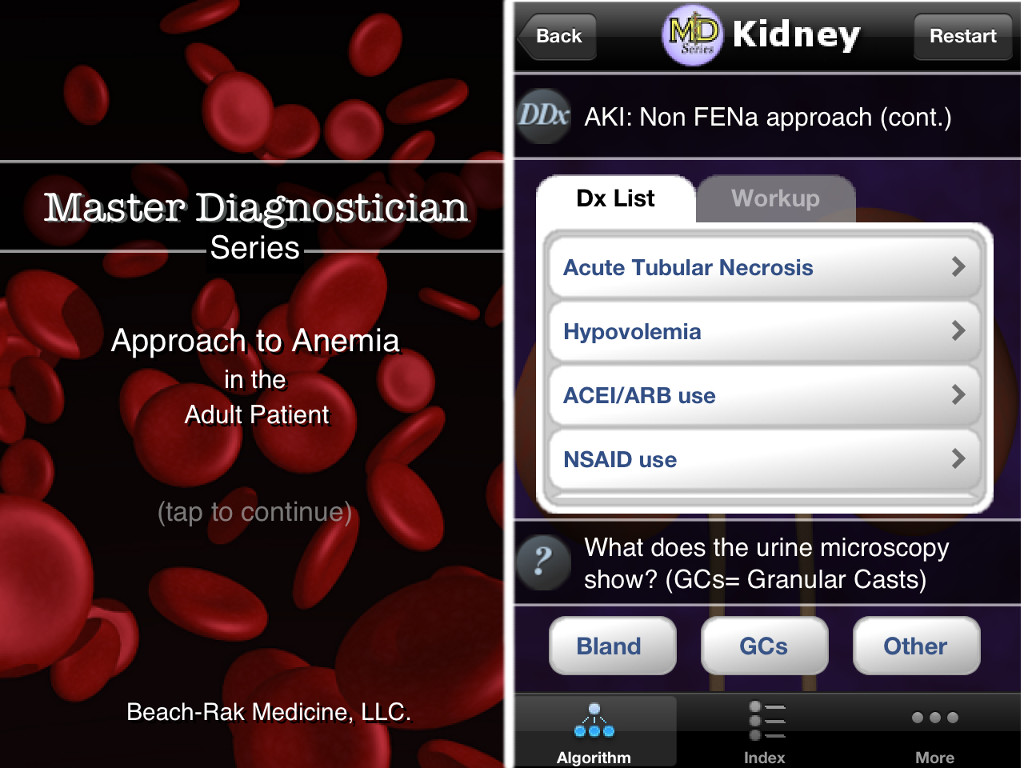 Master Diagnostician
Series
Approach to Anemia
in the
Adult Patient
(tap to continue)
Beach-Rak Medicine, LLC.
Back
MD
Series
Kidney
Restart
DDx
AKI: Non FENa approach (cont.)
Dx List
Workup
Acute Tubular Necrosis
Hypovolemia
ACEI/ARB use
NSAID use
?
What does the urine microscopy
show? (GCs= Granular Casts)
Bland
GCs
Other
Algorithm
Index
More